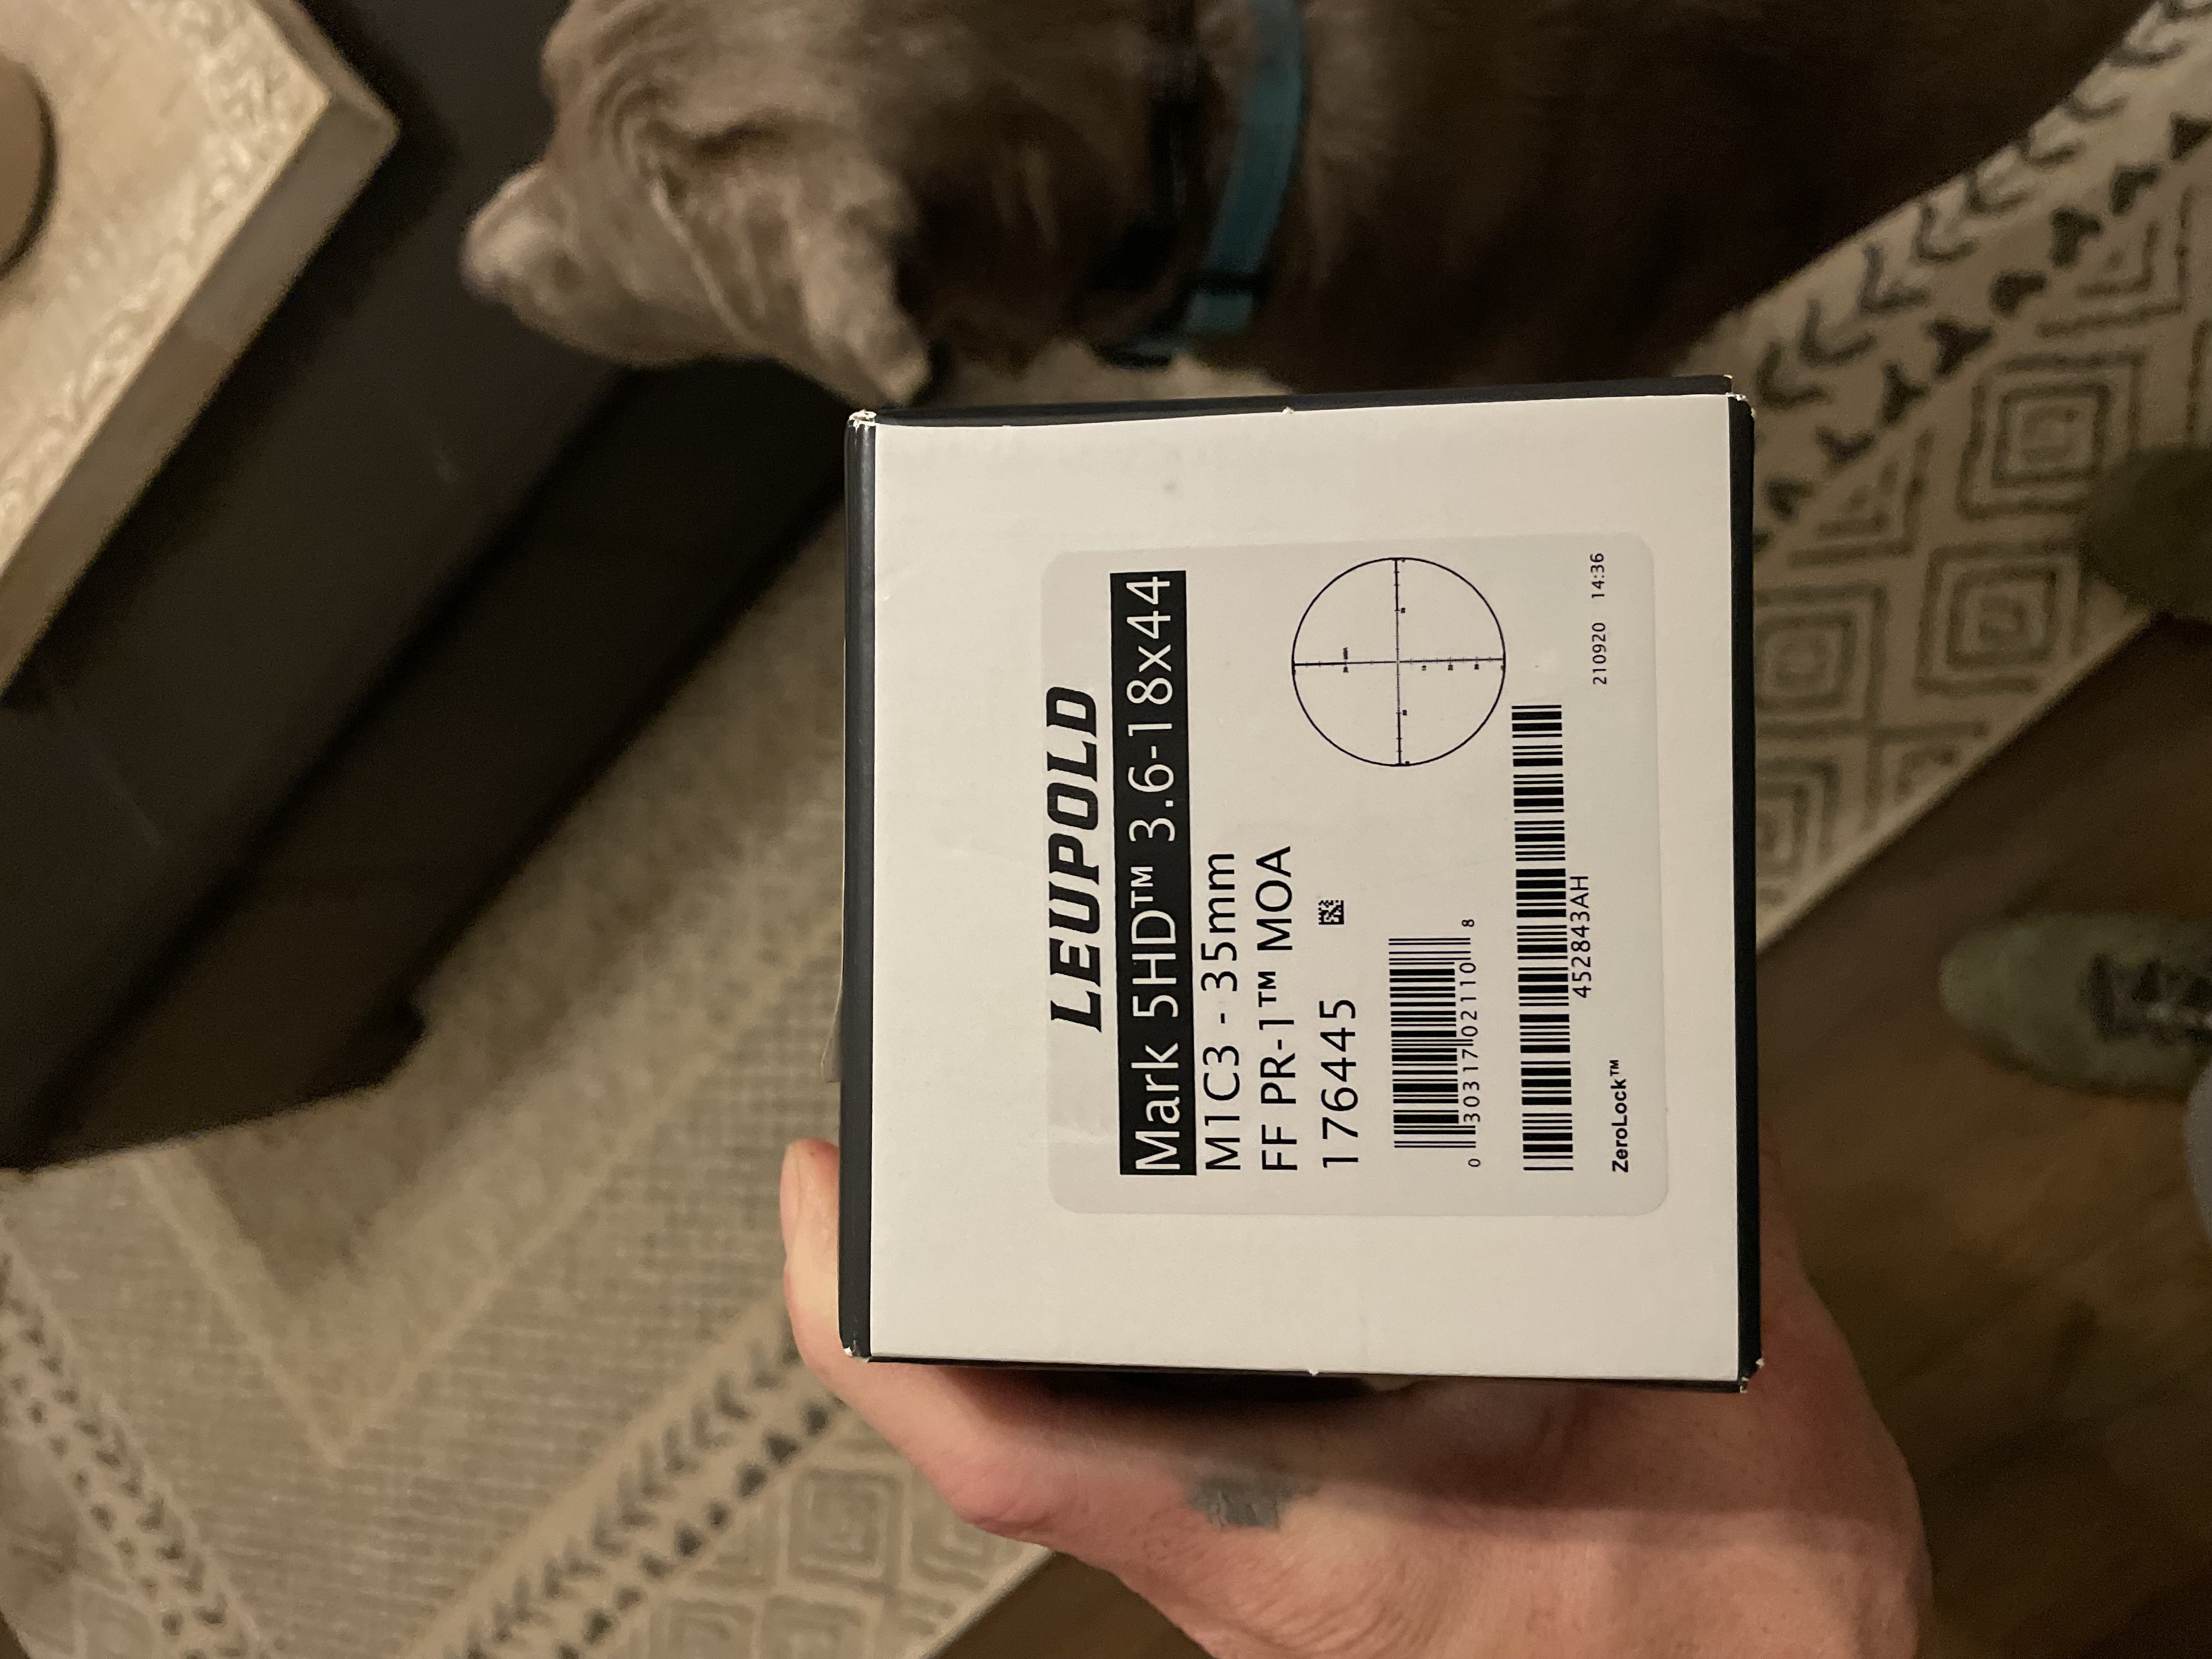 LEUPOLD
Mark 5HD™ 3.6-18x44
M1C3 - 35mm
FF PR-1™ MOA
176445
0 30317 02110 8
452843AH
ZeroLock™ 210920 14:36